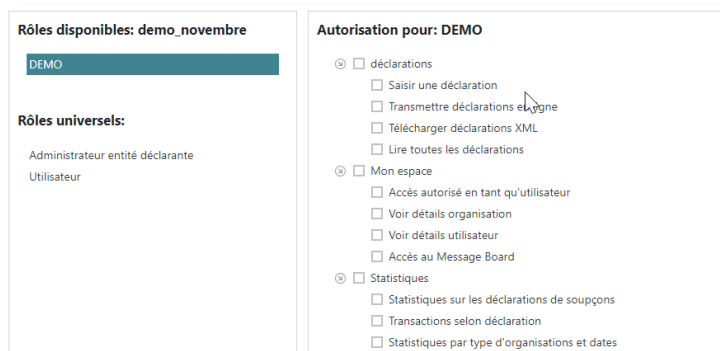 Rôles disponibles: demo_novembre
DEMO
Rôles universels:
Administrateur entité déclarante
Utilisateur
Autorisation pour: DEMO
déclarations
Saisir une déclaration
Transmettre déclarations en ligne
Télécharger déclarations XML
Lire toutes les déclarations
Mon espace
Accès autorisé en tant qu'utilisateur
Voir détails organisation
Voir détails utilisateur
Accès au Message Board
Statistiques
Statistiques sur les déclarations de soupçons
Transactions selon déclaration
Statistiques par type d'organisations et dates